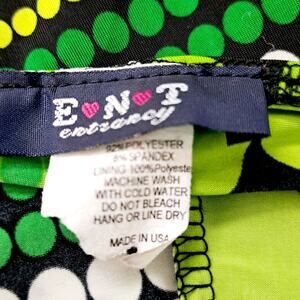 E♥N♥T
entrancy
92% POLYESTER
8% SPANDEX
LINING 100%Polyester
MACHINE WASH
WITH COLD WATER
DO NOT BLEACH
HANG OR LINE DRY
MADE IN USA